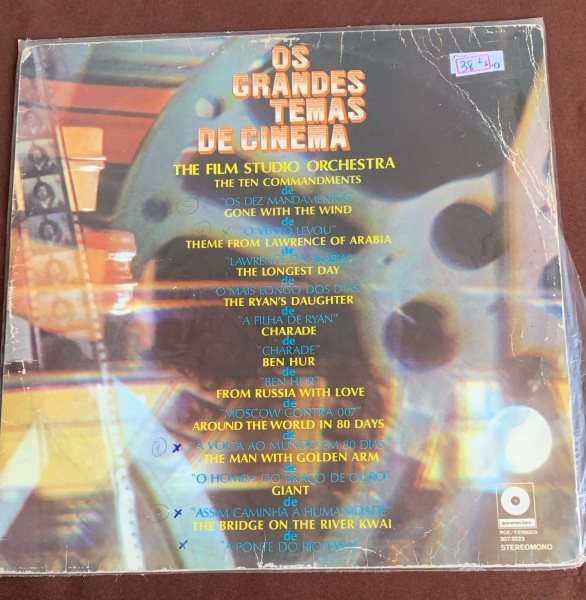 OS
GRANDES
TEMAS
DE CINEMA
THE FILM STUDIO ORCHESTRA
THE TEN COMMANDMENTS
de
"OS DEZ MANDAMENTOS"
GONE WITH THE WIND
de
"O VENTO LEVOU"
THEME FROM LAWRENCE OF ARABIA
de
"LAWRENCE DA ARABIA"
THE LONGEST DAY
de
"O MAIS LONGO DOS DIAS"
THE RYAN'S DAUGHTER
de
"A FILHA DE RYAN"
CHARADE
de
"CHARADE"
BEN HUR
de
"BEN HUR"
FROM RUSSIA WITH LOVE
de
"MOSCOW CONTRA 007"
AROUND THE WORLD IN 80 DAYS
de
"A VOLTA AO MUNDO EM 80 DIAS"
THE MAN WITH GOLDEN ARM
de
"O HOMEM DO BRAÇO DE OURO"
GIANT
de
"ASSIM CAMINHA A HUMANIDADE"
THE BRIDGE ON THE RIVER KWAI
de
"A PONTE DO RIO KWAI"
RGE/FERMATA
307.3223
STEREOMONO
38